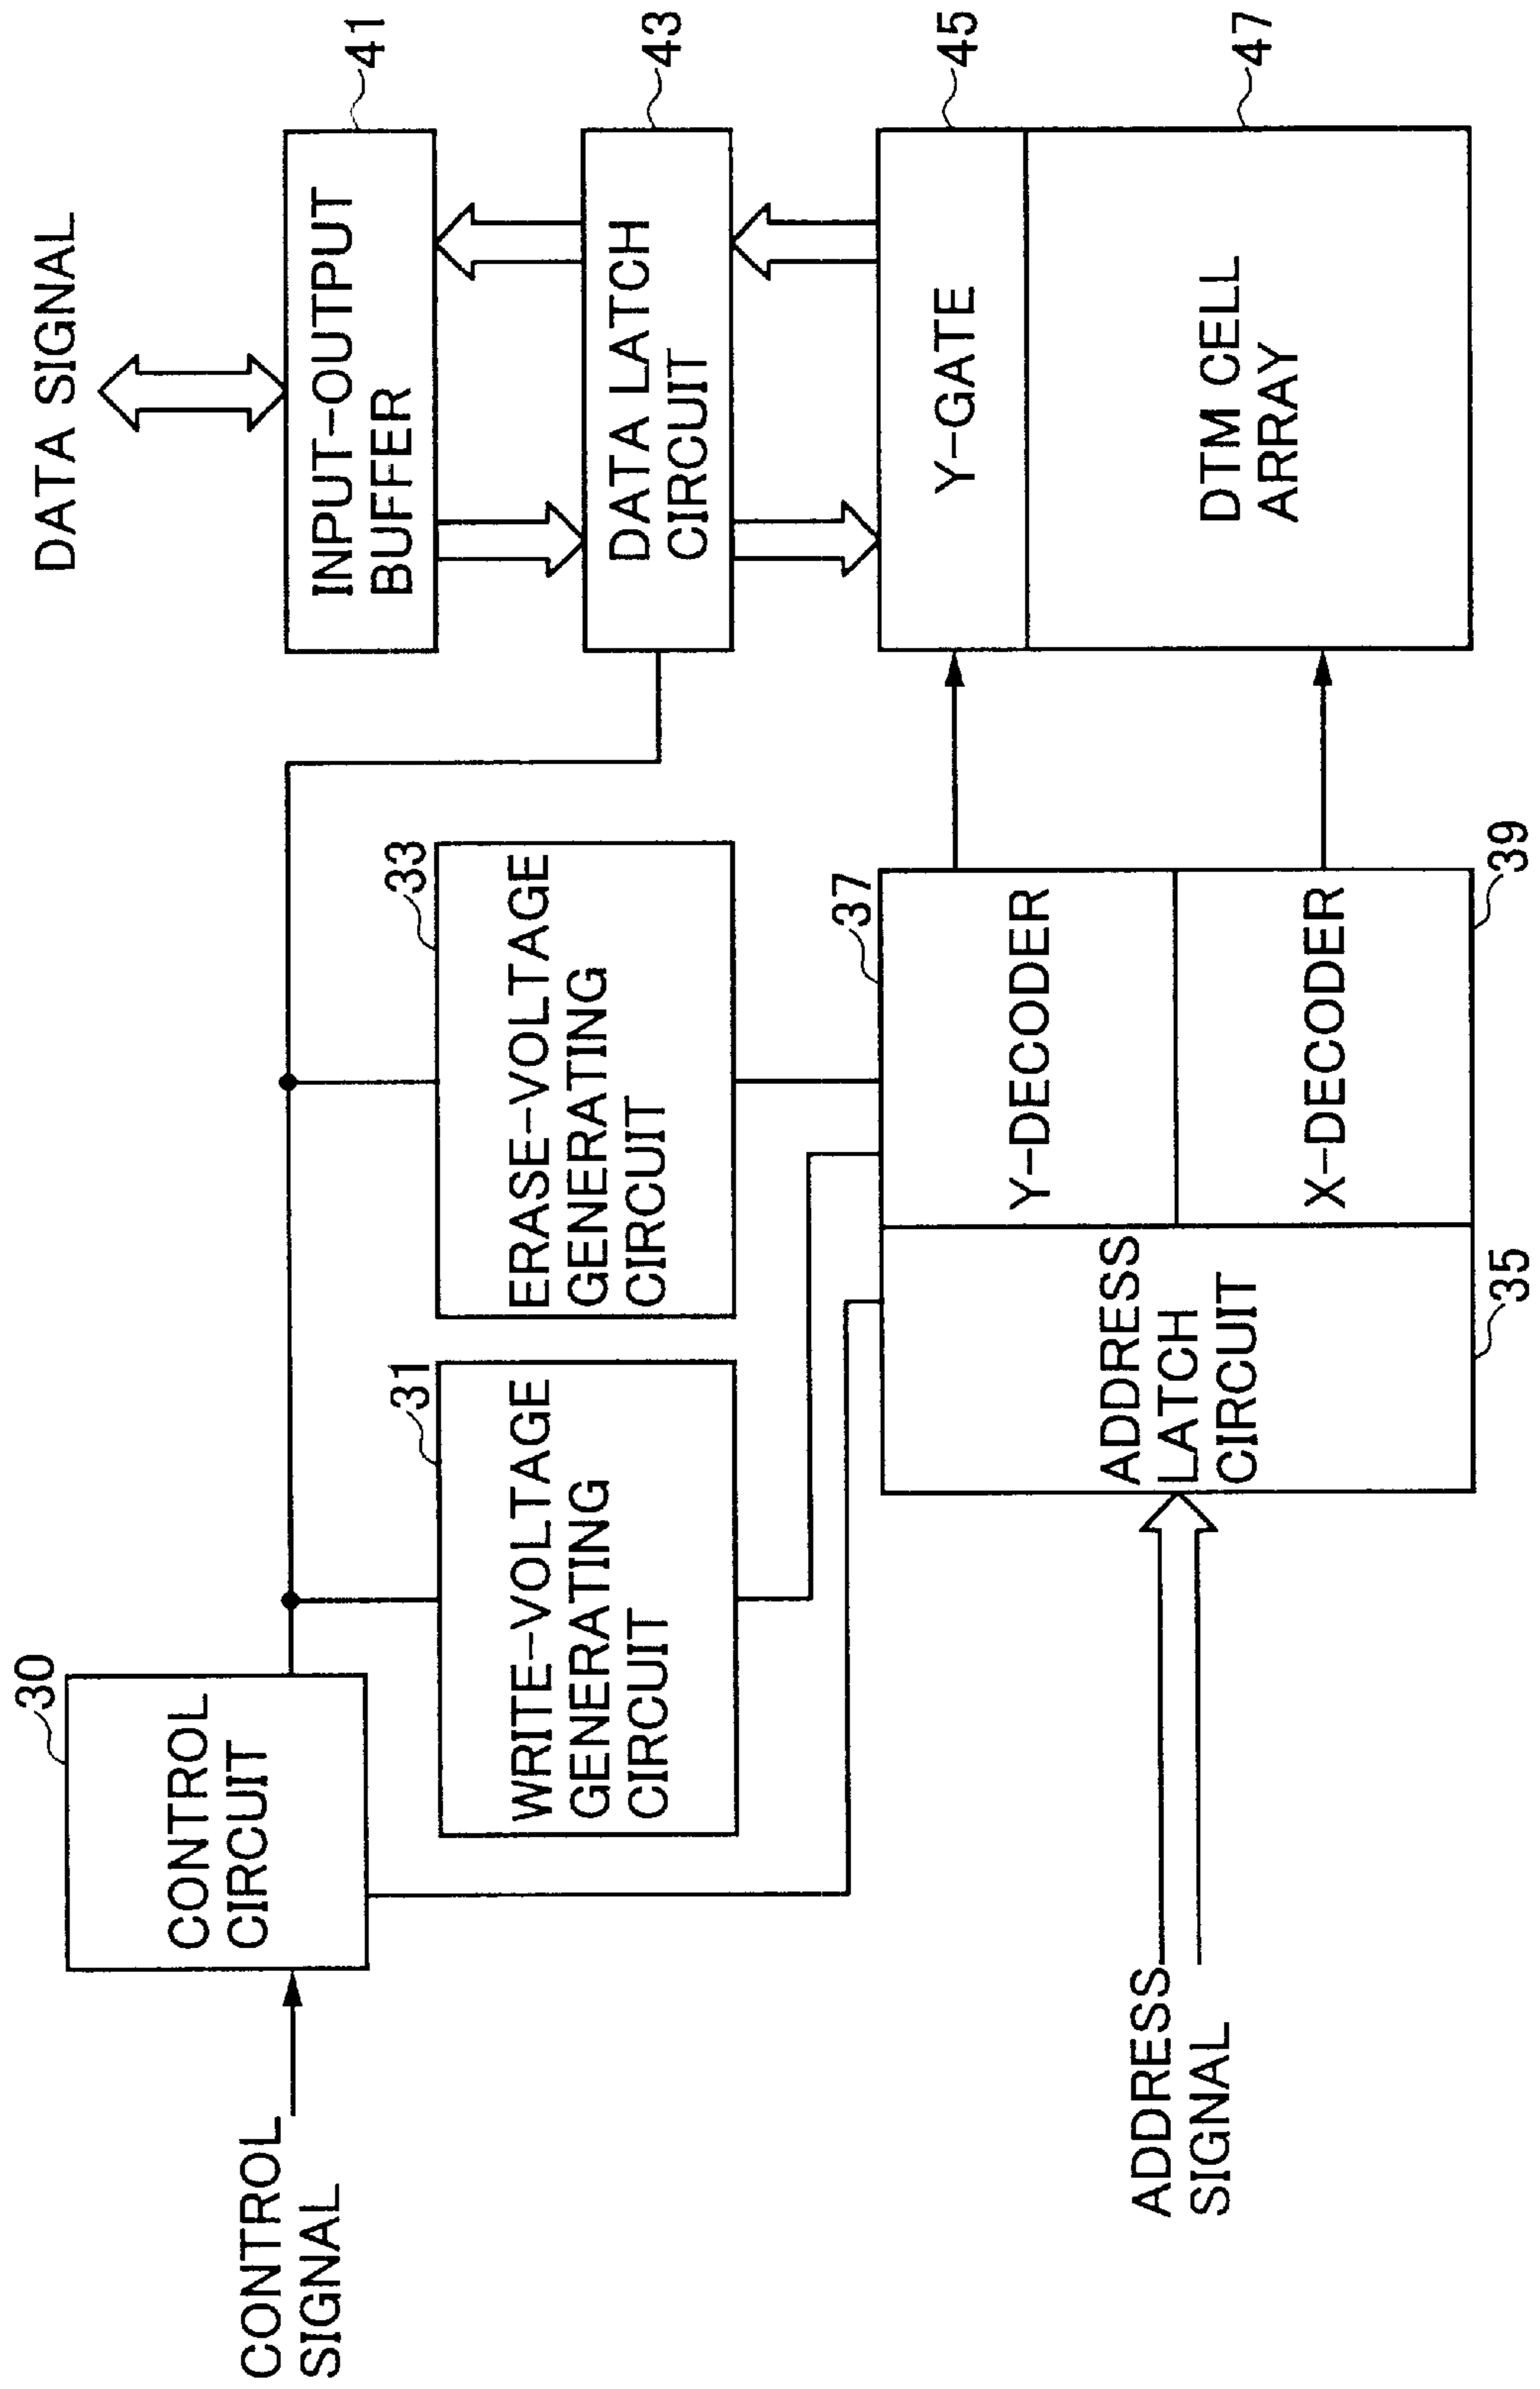 CONTROL
SIGNAL
30
CONTROL
CIRCUIT
31
WRITE-VOLTAGE
GENERATING
CIRCUIT
33
ERASE-VOLTAGE
GENERATING
CIRCUIT
DATA SIGNAL
INPUT-OUTPUT
BUFFER
41
DATA LATCH
CIRCUIT
43
ADDRESS
SIGNAL
ADDRESS
LATCH
CIRCUIT
35
37
Y-DECODER
X-DECODER
39
Y-GATE
45
DTM CELL
ARRAY
47